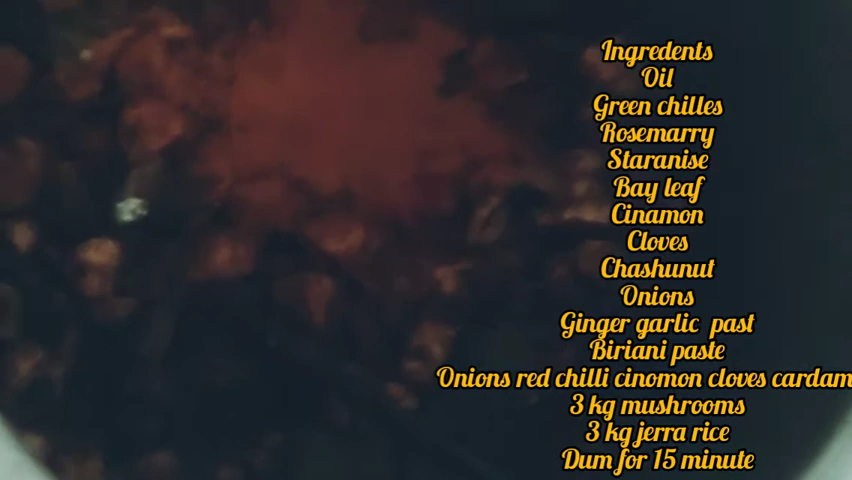 Ingredents
Oil
Green chilles
Rosemarry
Staranise
Bay leaf
Cinamon
Cloves
Chashunut
Onions
Ginger garlic past
Biriani paste
Onions red chilli cinomon cloves cardam
3 kg mushrooms
3 kg jerra rice
Dum for 15 minute